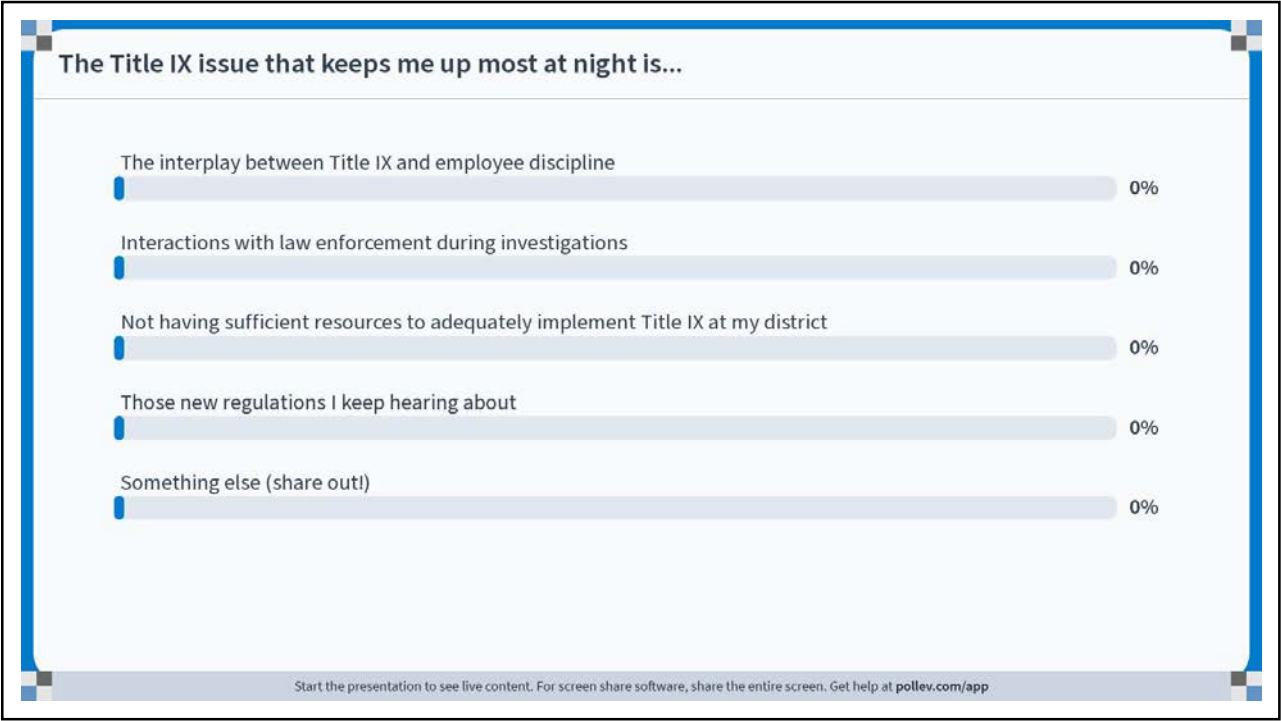 The Title IX issue that keeps me up most at night is...
The interplay between Title IX and employee discipline
0%
Interactions with law enforcement during investigations
0%
Not having sufficient resources to adequately implement Title IX at my district
0%
Those new regulations I keep hearing about
0%
Something else (share out!)
0%
Start the presentation to see live content. For screen share software, share the entire screen. Get help at pollev.com/app